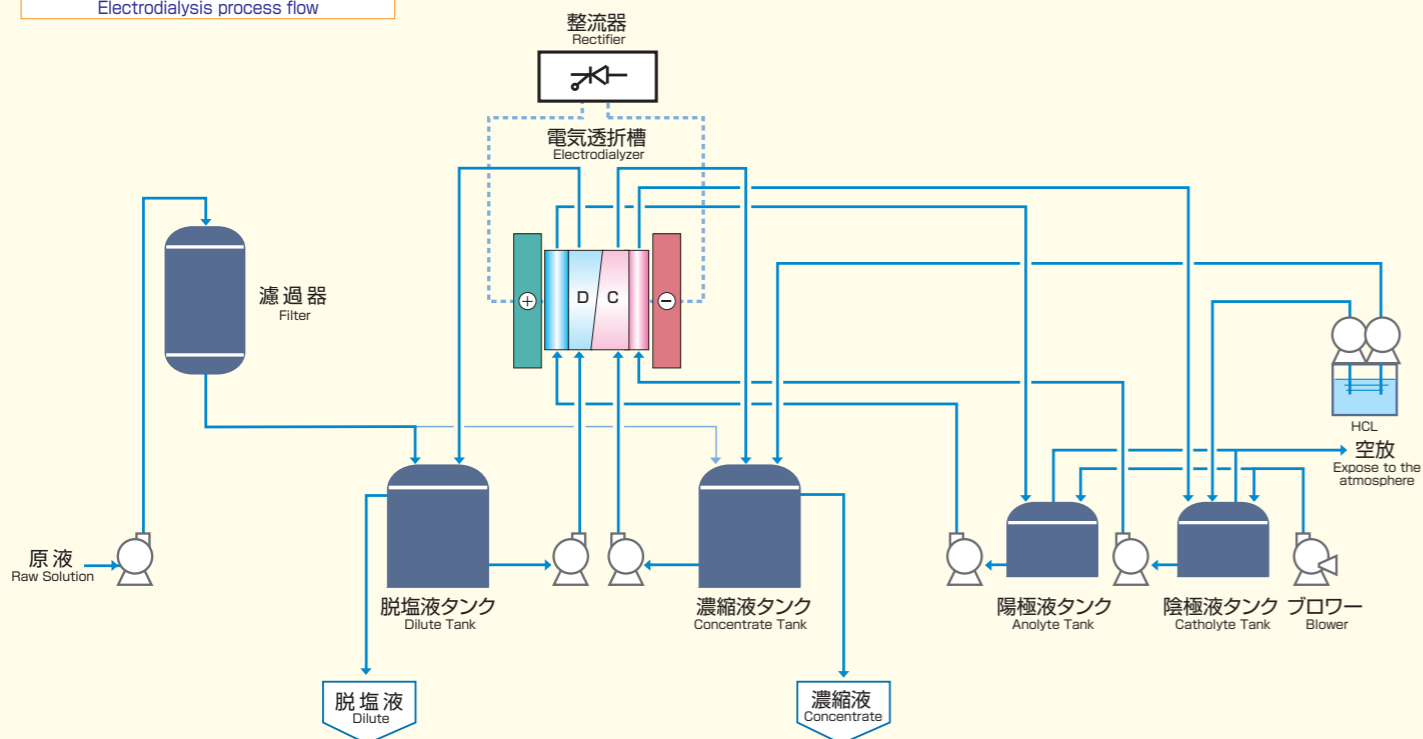 Electrodialysis process flow
整流器
Rectifier
電気透折槽
Electrodialyzer
濾過器
Filter
+
D
C
−
HCL
空放
Expose to the
atmosphere
原液
Raw Solution
脱塩液タンク
Dilute Tank
濃縮液タンク
Concentrate Tank
陽極液タンク
Anolyte Tank
陰極液タンク
Catholyte Tank
ブロワー
Blower
脱塩液
Dilute
濃縮液
Concentrate